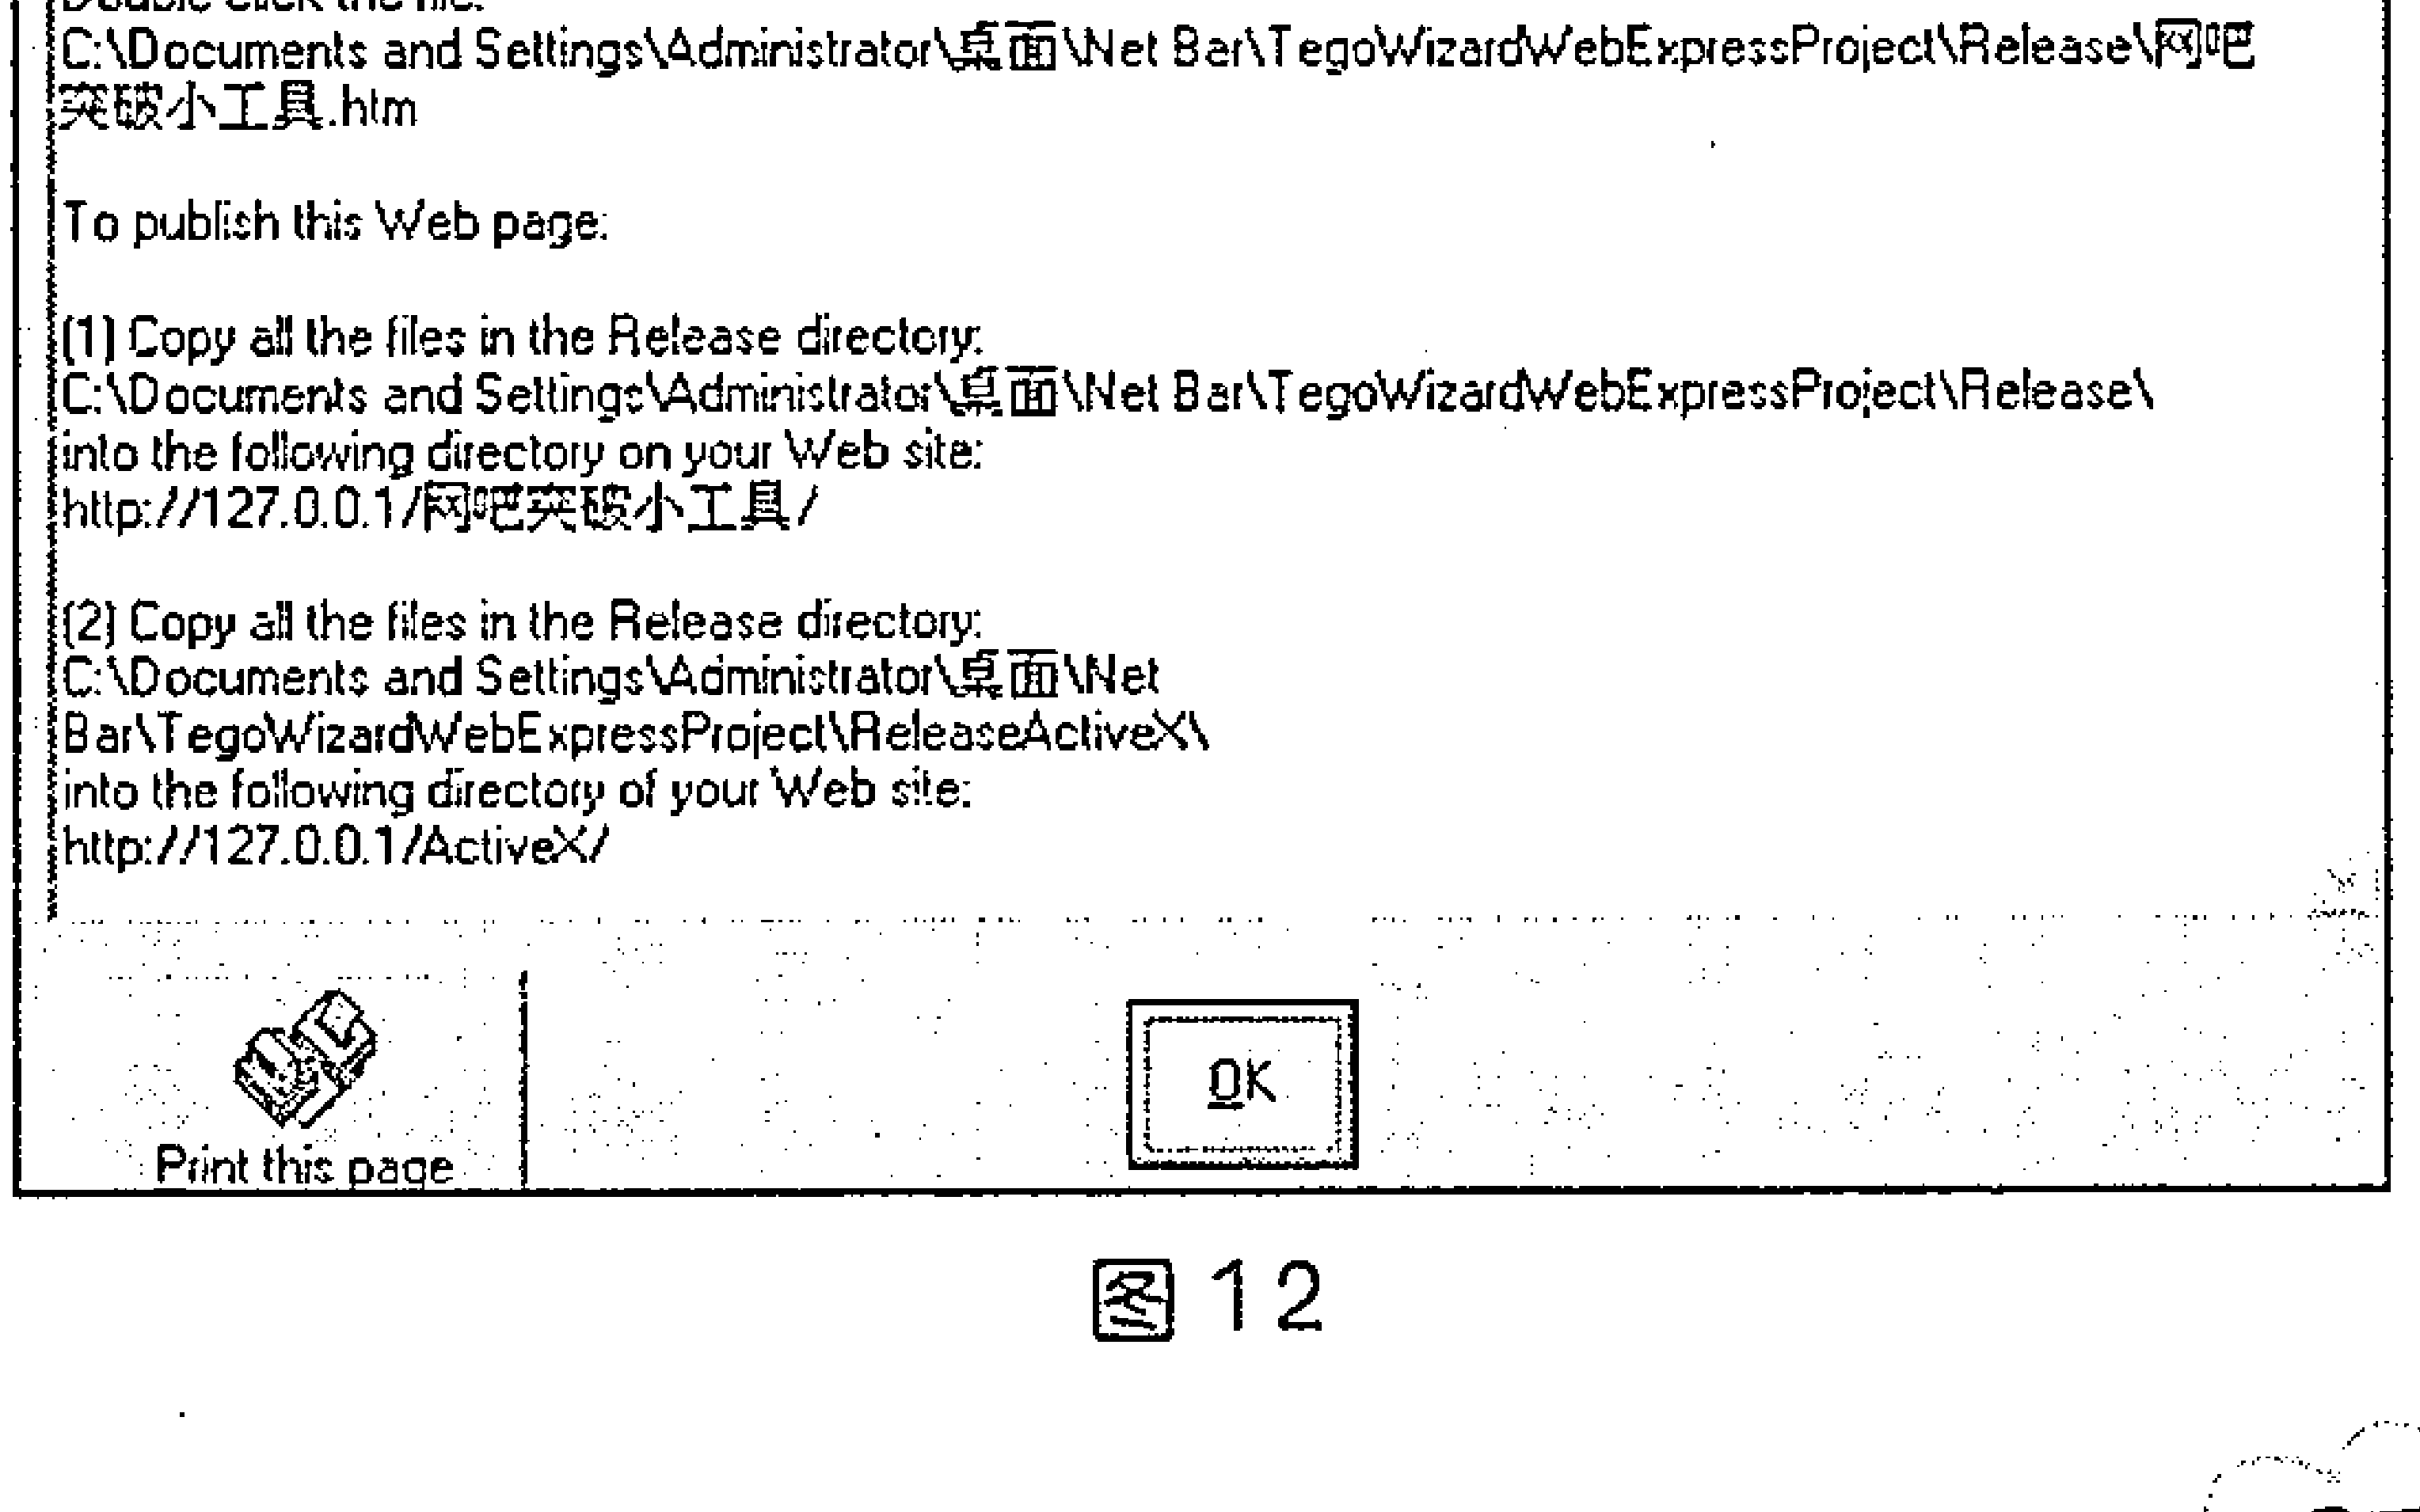 Double click the file:
C:\Documents and Settings\Administrator\桌面\Net Bar\TegoWizardWebExpressProject\Release\网吧
突破小工具.htm
To publish this Web page:
(1) Copy all the files in the Release directory:
C:\Documents and Settings\Administrator\桌面\Net Bar\TegoWizardWebExpressProject\Release\
into the following directory on your Web site:
http://127.0.0.1/网吧突破小工具/
(2) Copy all the files in the Release directory:
C:\Documents and Settings\Administrator\桌面\Net
Bar\TegoWizardWebExpressProject\ReleaseActiveX\
into the following directory of your Web site:
http://127.0.0.1/ActiveX/
OK
Print this page
图 12